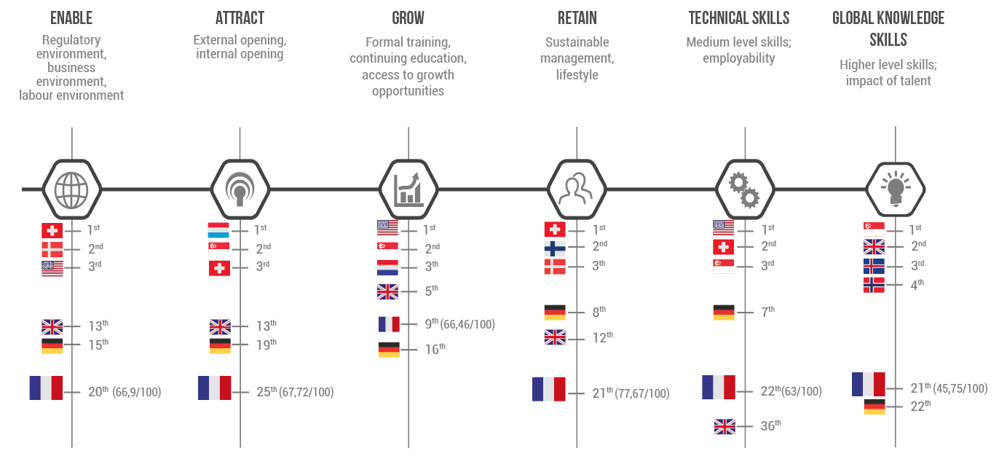 ENABLE
Regulatory
environment,
business
environment,
labour environment
ATTRACT
External opening,
internal opening
GROW
Formal training,
continuing education,
access to growth
opportunities
RETAIN
Sustainable
management,
lifestyle
TECHNICAL SKILLS
Medium level skills;
employability
GLOBAL KNOWLEDGE
SKILLS
Higher level skills;
impact of talent
1st
2nd
3rd
13th
15th
20th (66,9/100)
1st
2nd
3rd
13th
19th
25th (67,72/100)
1st
2nd
3th
5th
9th (66,46/100)
16th
1st
2nd
3th
8th
12th
21th (77,67/100)
1st
2nd
3rd
7th
22th(63/100)
36th
1st
2nd
3rd
4th
21th (45,75/100)
22th